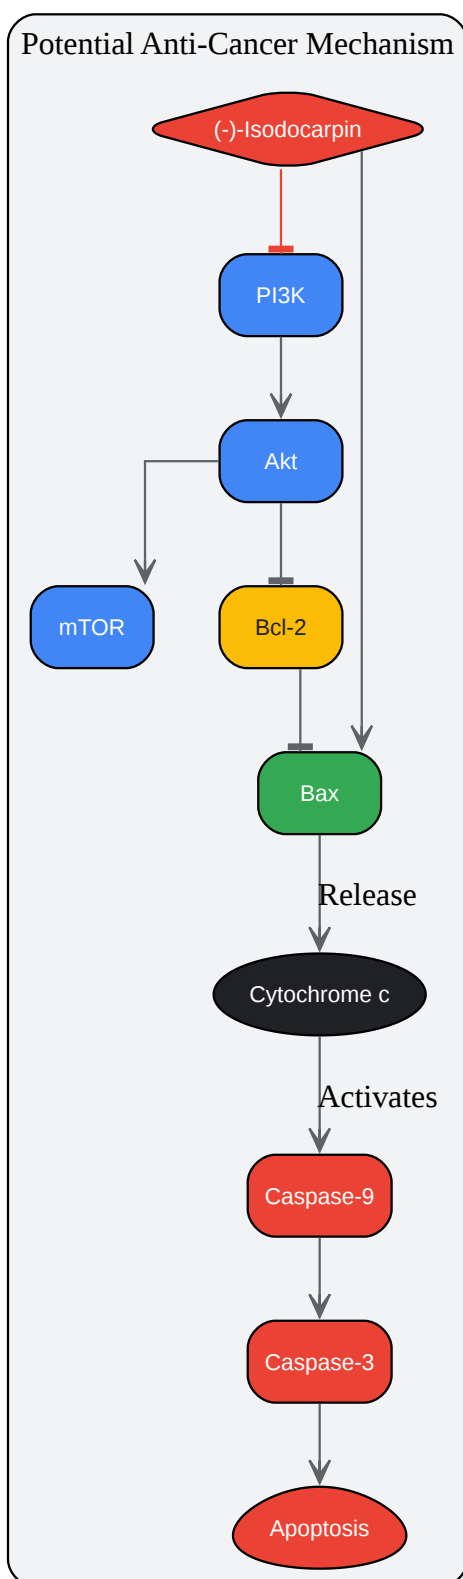 Potential Anti-Cancer Mechanism
(-)-Isodocarpin
PI3K
Akt
mTOR
Bcl-2
Bax
Release
Cytochrome c
Activates
Caspase-9
Caspase-3
Apoptosis